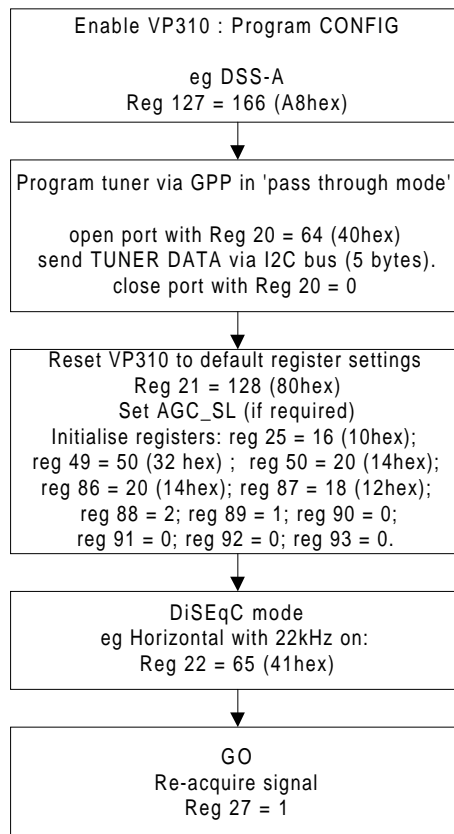 Enable VP310 : Program CONFIG
eg DSS-A
Reg 127 = 166 (A8hex)
Program tuner via GPP in 'pass through mode'
open port with Reg 20 = 64 (40hex)
send TUNER DATA via I2C bus (5 bytes).
close port with Reg 20 = 0
Reset VP310 to default register settings
Reg 21 = 128 (80hex)
Set AGC_SL (if required)
Initialise registers: reg 25 = 16 (10hex);
reg 49 = 50 (32 hex) ; reg 50 = 20 (14hex);
reg 86 = 20 (14hex); reg 87 = 18 (12hex);
reg 88 = 2; reg 89 = 1; reg 90 = 0;
reg 91 = 0; reg 92 = 0; reg 93 = 0.
DiSEqC mode
eg Horizontal with 22kHz on:
Reg 22 = 65 (41hex)
GO
Re-acquire signal
Reg 27 = 1